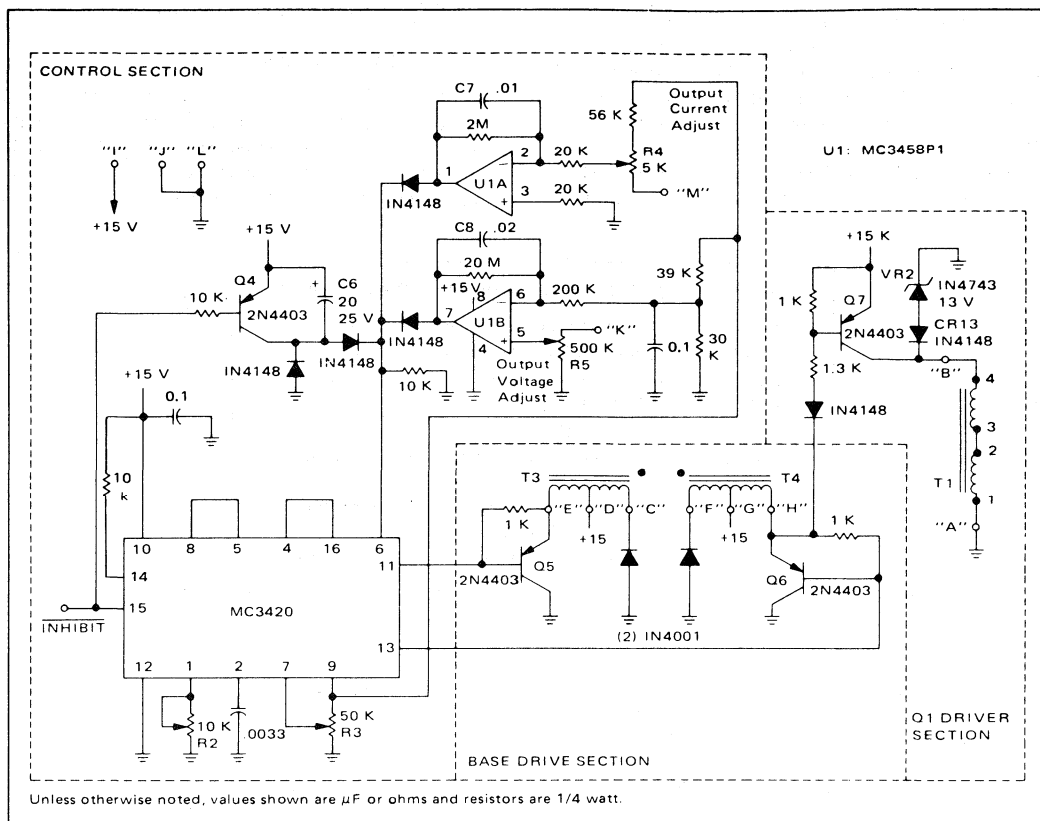 CONTROL SECTION
"I" "J" "L"
+15 V
C7 .01
2M
1
2
3
U1A
20 K
20 K
IN4148
Output
Current
Adjust
56 K
R4
5 K
"M"
U1: MC3458P1
+15 V
Q4
10 K
2N4403
+
C6
20
25 V
IN4148
IN4148
C8 .02
20 M
+15V
8
7
U1B
6
5
4
IN4148
200 K
"K"
500 K
R5
Output
Voltage
Adjust
10 K
39 K
0.1
30
K
+15 K
VR2
IN4743
13 V
1 K
Q7
2N4403
CR13
IN4148
"B"
1.3 K
IN4148
4
3
2
T1
1
"A"
+15 V
0.1
10
k
10 8 5 4 16 6
14
15
INHIBIT
MC3420
11
13
12 1 2 7 9
10 K
R2
.0033
50 K
R3
T3
T4
"E" "D" "C" "F" "G" "H"
1 K
+15
+15
1 K
Q5
2N4403
Q6
2N4403
(2) IN4001
BASE DRIVE SECTION
Q1 DRIVER
SECTION
Unless otherwise noted, values shown are µF or ohms and resistors are 1/4 watt.